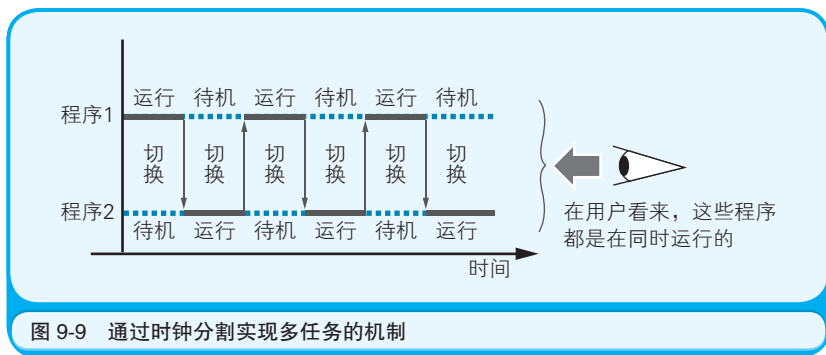 运行 待机 运行 待机 运行 待机
程序1
切换 切换 切换 切换 切换 切换
程序2
待机 运行 待机 运行 待机 运行
时间
在用户看来，这些程序
都是在同时运行的
图 9-9 通过时钟分割实现多任务的机制